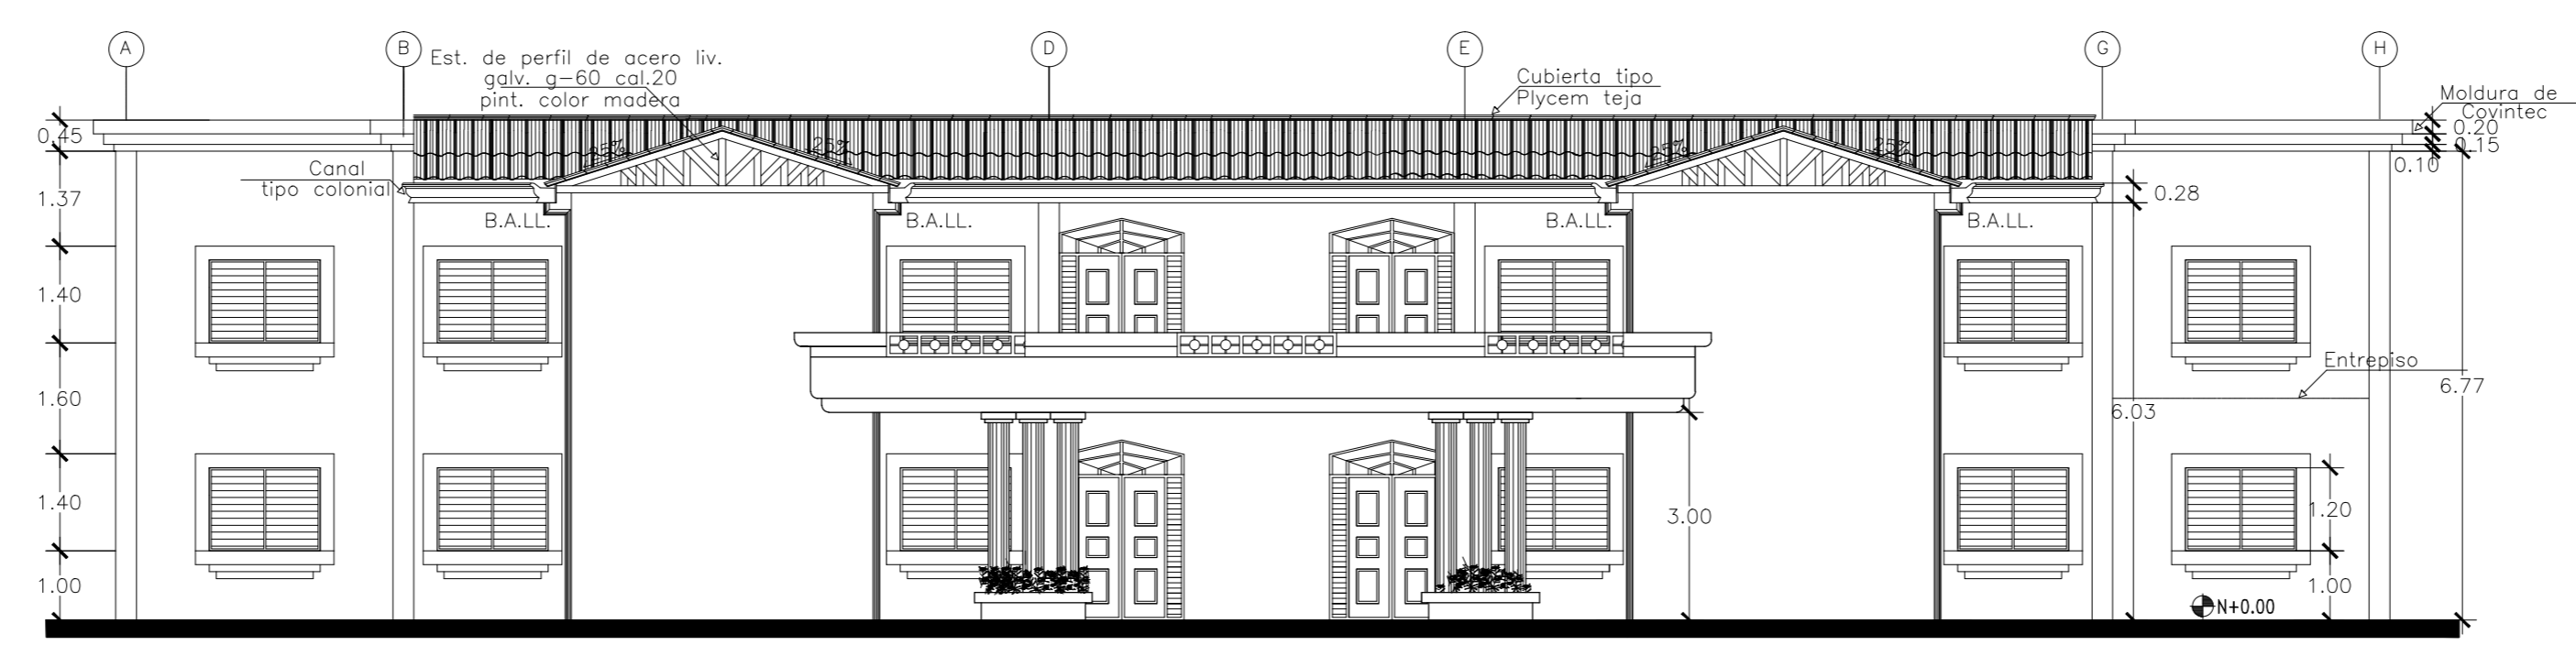 A
B
D
E
G
H
Est. de perfil de acero liv.
galv. g-60 cal.20
pint. color madera
Cubierta tipo
Plycem teja
Moldura de
Covintec
0.45
0.20
0.15
0.10
25%
25%
25%
25%
Canal
tipo colonial
1.37
0.28
B.A.LL.
B.A.LL.
B.A.LL.
B.A.LL.
1.40
Entrepiso
6.77
1.60
6.03
1.40
3.00
1.20
1.00
1.00
N+0.00